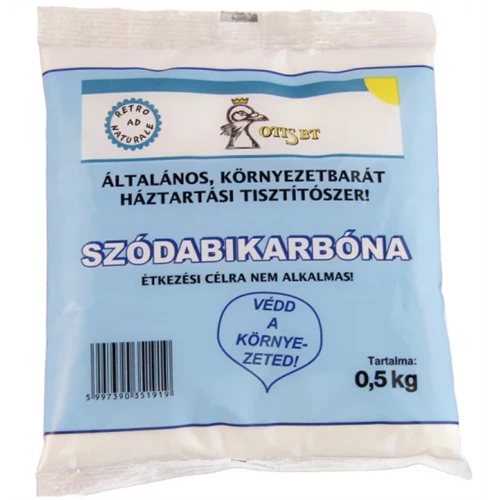 RETRO
AD
NATURALE
OTIS BT
ÁLTALÁNOS, KÖRNYEZETBARÁT
HÁZTARTÁSI TISZTÍTÓSZER!
SZÓDABIKARBÓNA
ÉTKEZÉSI CÉLRA NEM ALKALMAS!
VÉDD
A
KÖRNYE-
ZETED!
Tartalma:
0,5 kg
5 997390 351919